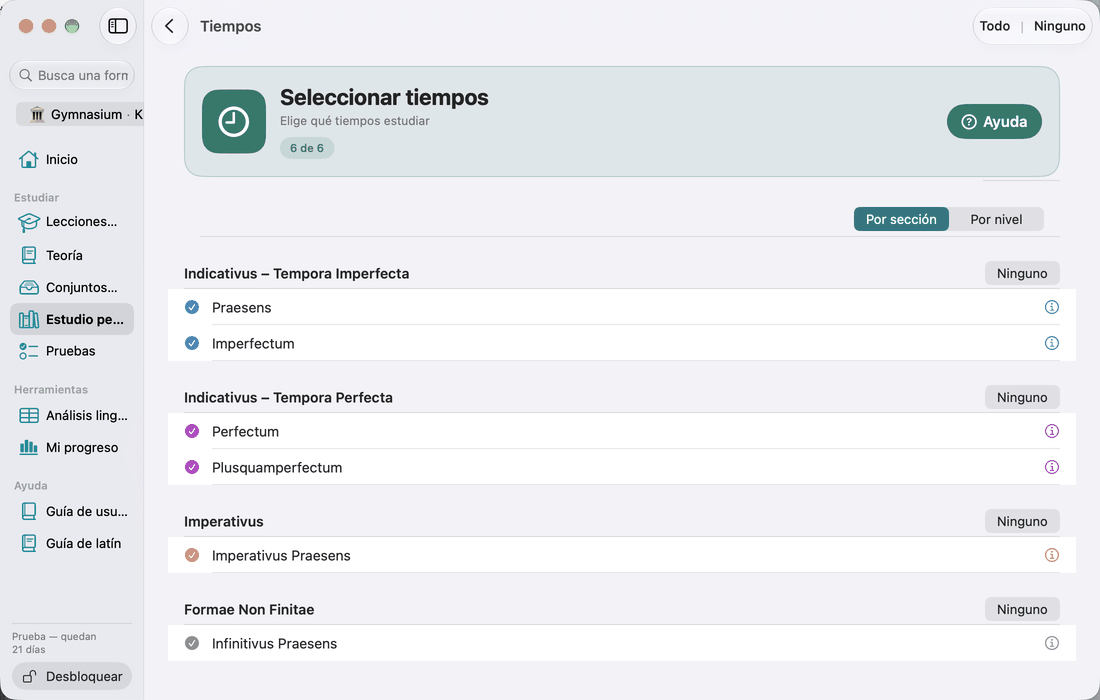 Tiempos
Todo | Ninguno
Busca una forn
Gymnasium · K
Inicio
Estudiar
Lecciones...
Teoría
Conjuntos...
Estudio pe...
Pruebas
Herramientas
Análisis ling...
Mi progreso
Ayuda
Guía de usu...
Guía de latín
Prueba — quedan
21 días
Desbloquear
Seleccionar tiempos
Elige qué tiempos estudiar
6 de 6
Ayuda
Por sección
Por nivel
Indicativus – Tempora Imperfecta
Ninguno
Praesens
Imperfectum
Indicativus – Tempora Perfecta
Ninguno
Perfectum
Plusquamperfectum
Imperativus
Ninguno
Imperativus Praesens
Formae Non Finitae
Ninguno
Infinitivus Praesens